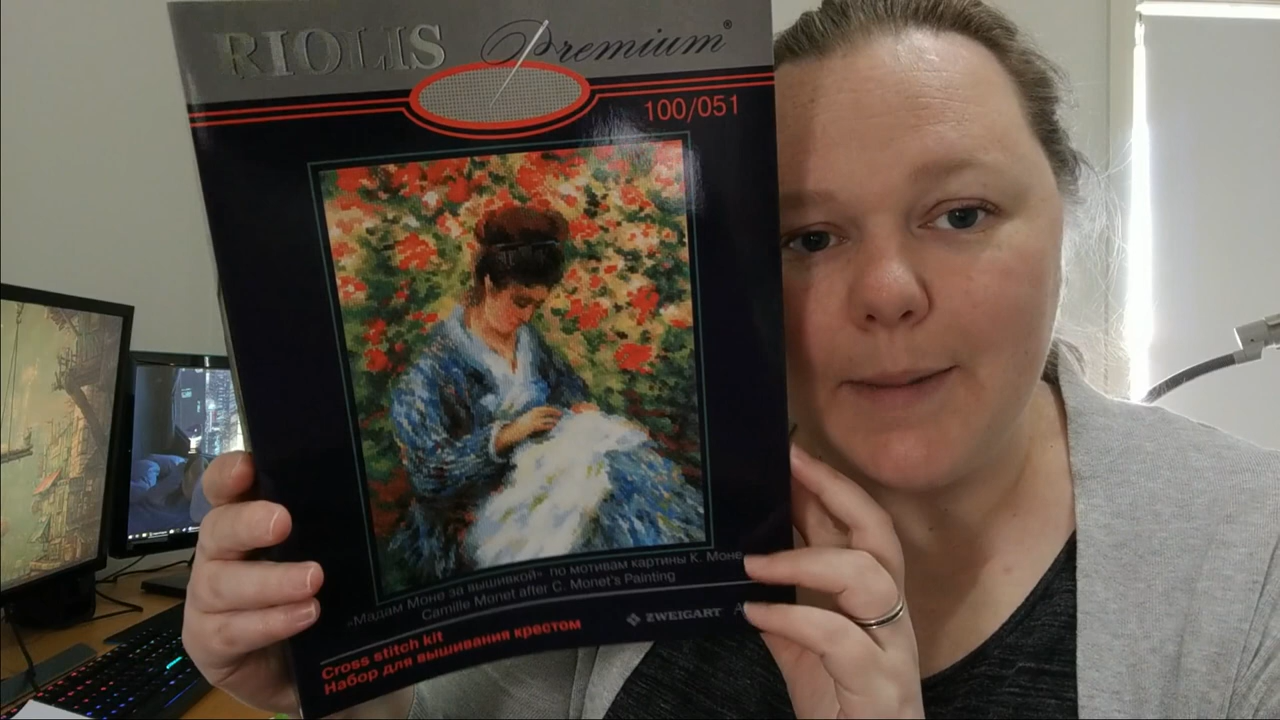 RIOLIS Premium®
100/051
«Мадам Моне за вышивкой» по мотивам картины К. Моне
Camille Monet after C. Monet's Painting
Cross stitch kit
Набор для вышивания крестом
ZWEIGART